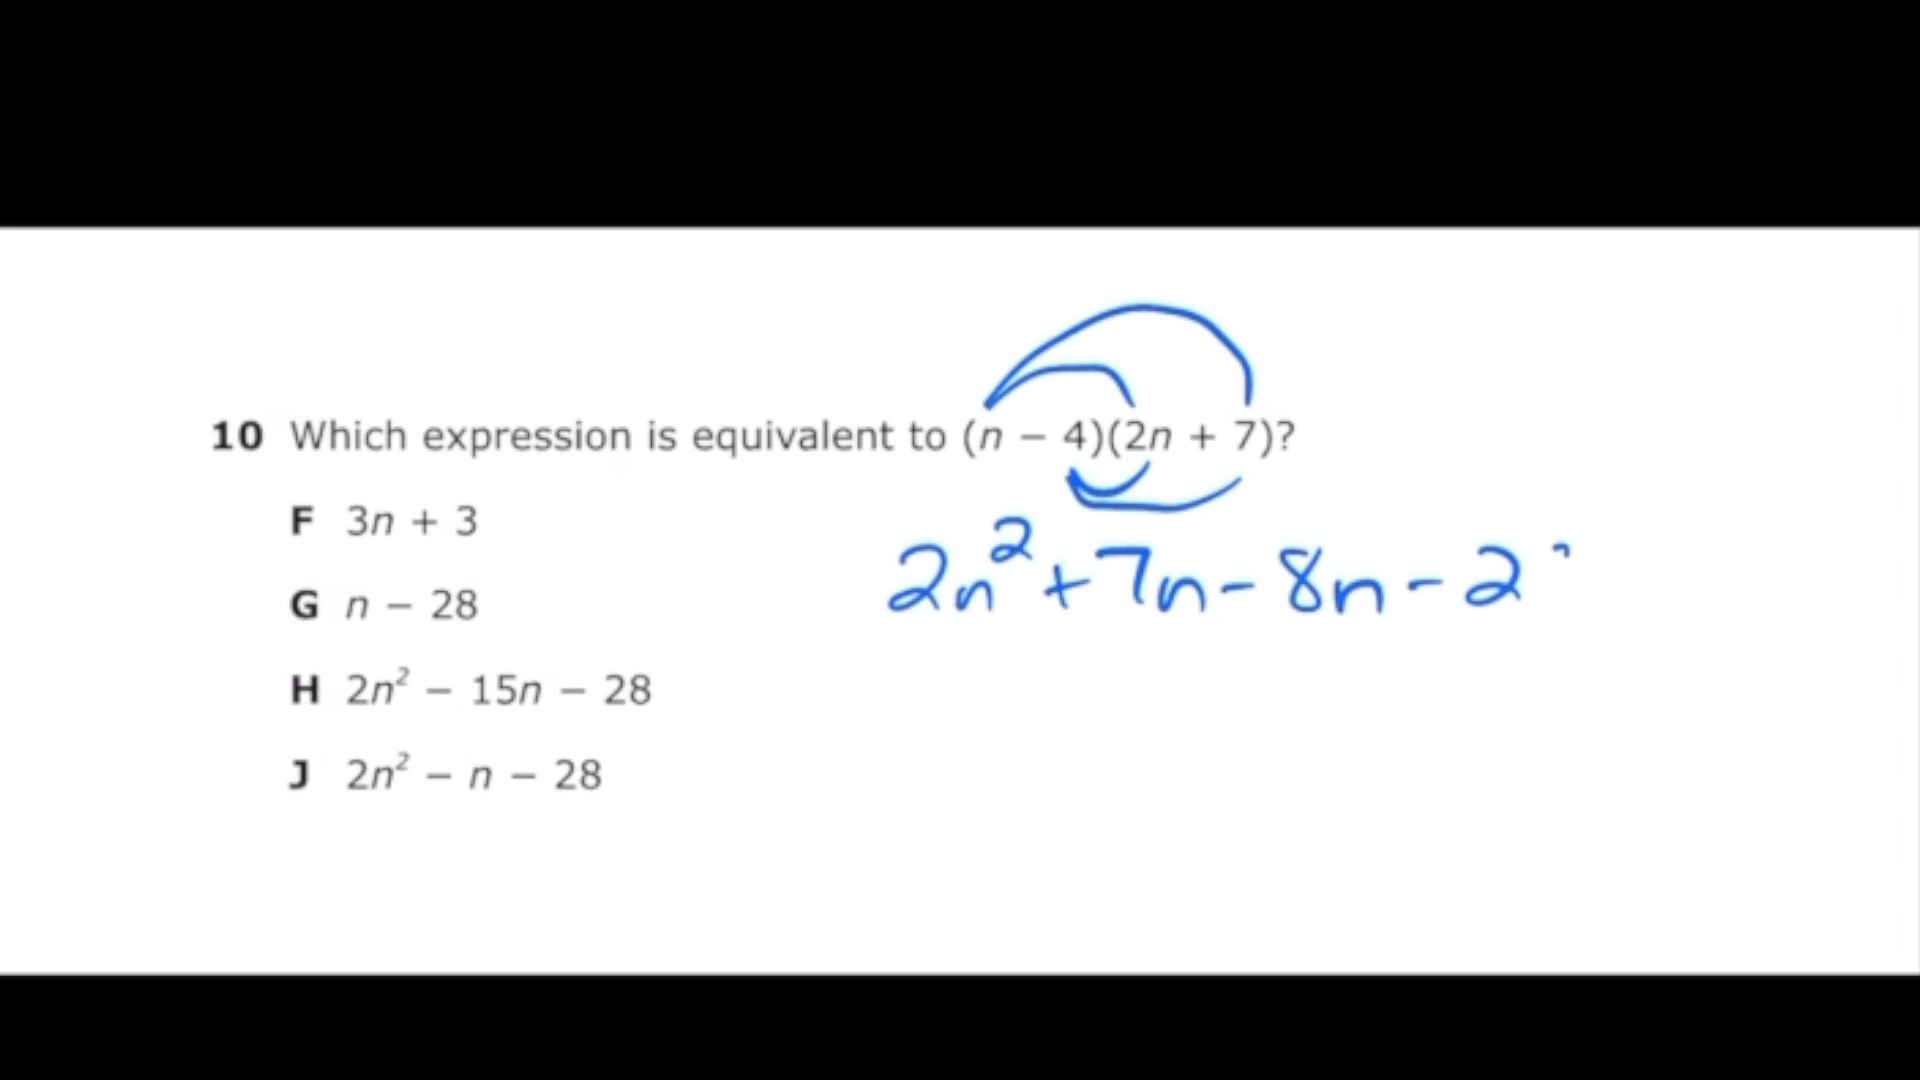 10 Which expression is equivalent to (n − 4)(2n + 7)?
F 3n + 3
2n² + 7n - 8n - 2
G n − 28
H 2n² − 15n − 28
J 2n² − n − 28